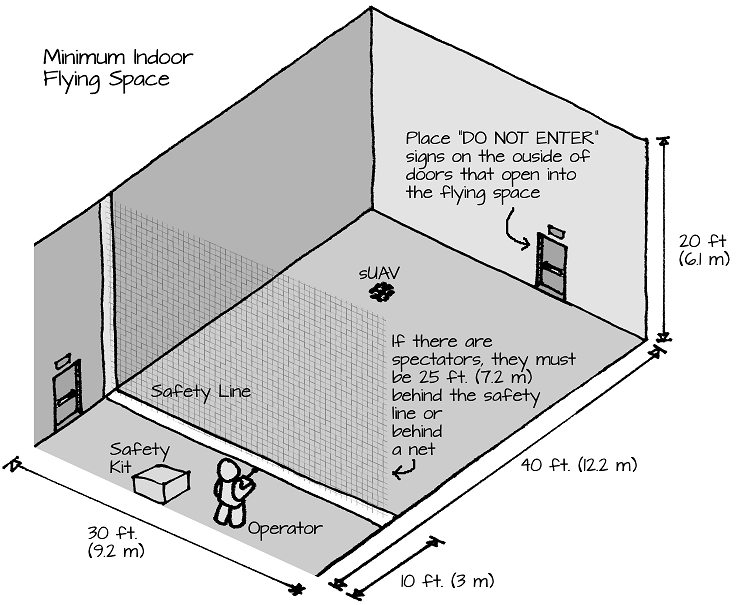 Minimum Indoor
Flying Space
Place "DO NOT ENTER"
signs on the ouside of
doors that open into
the flying space
20 ft
(6.1 m)
sUAV
If there are
spectators, they must
be 25 ft. (7.2 m)
behind the safety
line or
behind
a net
Safety Line
Safety
Kit
Operator
40 ft. (12.2 m)
30 ft.
(9.2 m)
10 ft. (3 m)